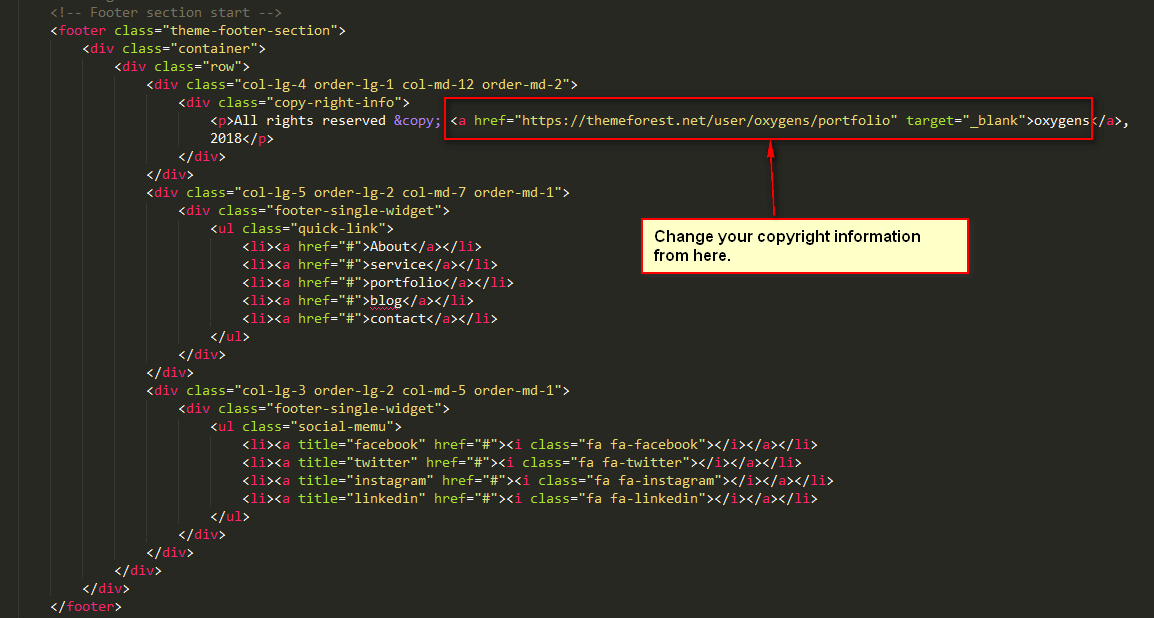 <!-- Footer section start -->
<footer class="theme-footer-section">
<div class="container">
<div class="row">
<div class="col-lg-4 order-lg-1 col-md-12 order-md-2">
<div class="copy-right-info">
<p>All rights reserved &copy; <a href="https://themeforest.net/user/oxygens/portfolio" target="_blank">oxygens</a>,
2018</p>
</div>
</div>
<div class="col-lg-5 order-lg-2 col-md-7 order-md-1">
<div class="footer-single-widget">
<ul class="quick-link">
<li><a href="#">About</a></li>
<li><a href="#">service</a></li>
<li><a href="#">portfolio</a></li>
<li><a href="#">blog</a></li>
<li><a href="#">contact</a></li>
</ul>
</div>
</div>
<div class="col-lg-3 order-lg-2 col-md-5 order-md-1">
<div class="footer-single-widget">
<ul class="social-memu">
<li><a title="facebook" href="#"><i class="fa fa-facebook"></i></a></li>
<li><a title="twitter" href="#"><i class="fa fa-twitter"></i></a></li>
<li><a title="instagram" href="#"><i class="fa fa-instagram"></i></a></li>
<li><a title="linkedin" href="#"><i class="fa fa-linkedin"></i></a></li>
</ul>
</div>
</div>
</div>
</div>
</footer>
Change your copyright information
from here.